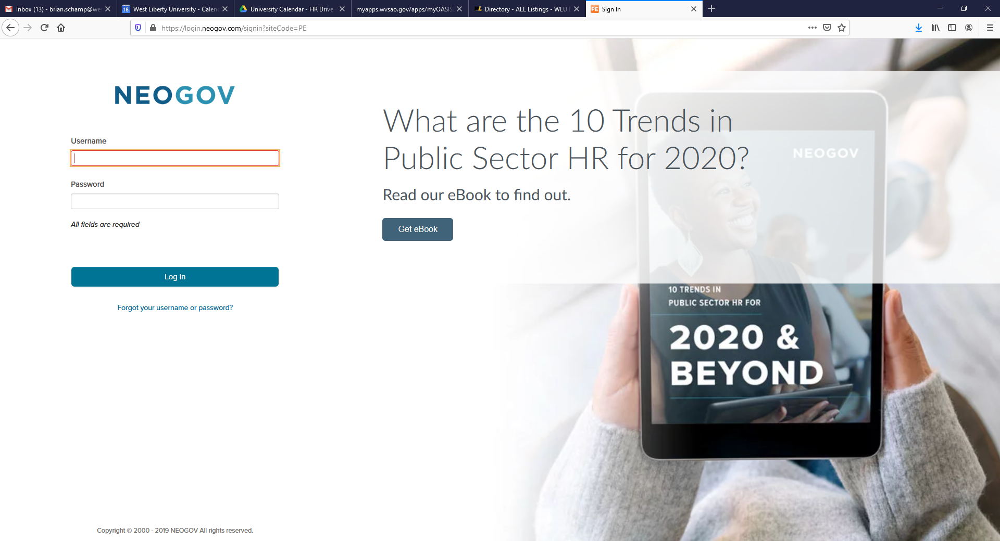 Inbox (13) - brian.schamp@we
West Liberty University - Calen
University Calendar - HR Drive
myapps.wvsao.gov/apps/myOASIS
Directory - ALL Listings - WLU
PE Sign In
https://login.neogov.com/signin?siteCode=PE
NEOGOV
Username
Password
All fields are required
Log In
Forgot your username or password?
Copyright © 2000 - 2019 NEOGOV All rights reserved.
What are the 10 Trends in
Public Sector HR for 2020?
Read our eBook to find out.
Get eBook
NEOGOV
10 TRENDS IN
PUBLIC SECTOR HR FOR
2020 &
BEYOND